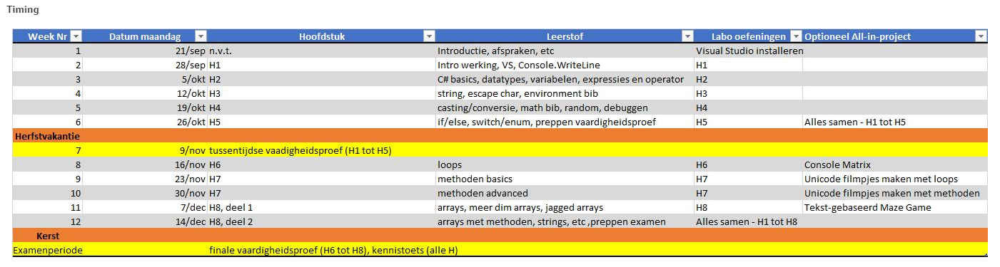 Timing
Week Nr Datum maandag Hoofdstuk Leerstof Labo oefeningen Optioneel All-in-project
1 21/sep n.v.t. Introductie, afspraken, etc Visual Studio installeren
2 28/sep H1 Intro werking, VS, Console.WriteLine H1
3 5/okt H2 C# basics, datatypes, variabelen, expressies en operator H2
4 12/okt H3 string, escape char, environment bib H3
5 19/okt H4 casting/conversie, math bib, random, debuggen H4
6 26/okt H5 if/else, switch/enum, preppen vaardigheidsproef H5 Alles samen - H1 tot H5
Herfstvakantie
7 9/nov tussentijdse vaadigheidsproef (H1 tot H5)
8 16/nov H6 loops H6 Console Matrix
9 23/nov H7 methoden basics H7 Unicode filmpjes maken met loops
10 30/nov H7 methoden advanced H7 Unicode filmpjes maken met methoden
11 7/dec H8, deel 1 arrays, meer dim arrays, jagged arrays H8 Tekst-gebaseerd Maze Game
12 14/dec H8, deel 2 arrays met methoden, strings, etc ,preppen examen Alles samen - H1 tot H8
Kerst
Examenperiode finale vaardigheidsproef (H6 tot H8), kennistoets (alle H)